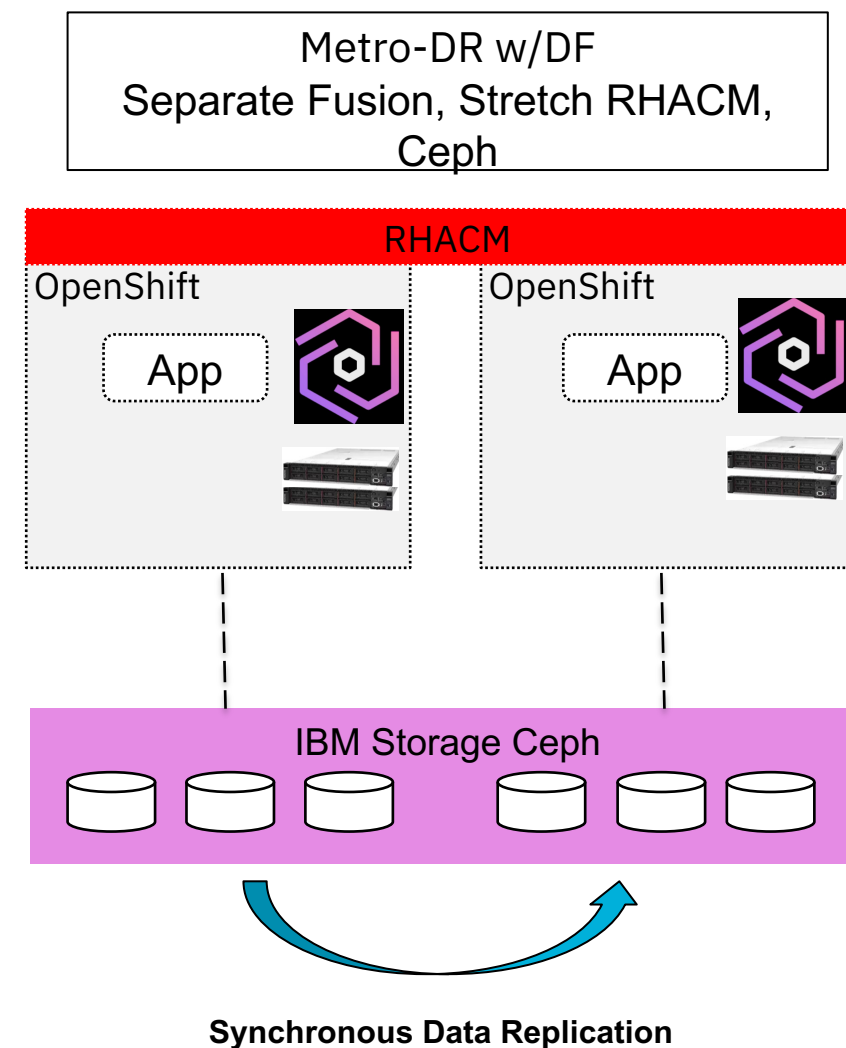 Metro-DR w/DF
Separate Fusion, Stretch RHACM,
Ceph
RHACM
OpenShift
OpenShift
App
App
IBM Storage Ceph
Synchronous Data Replication